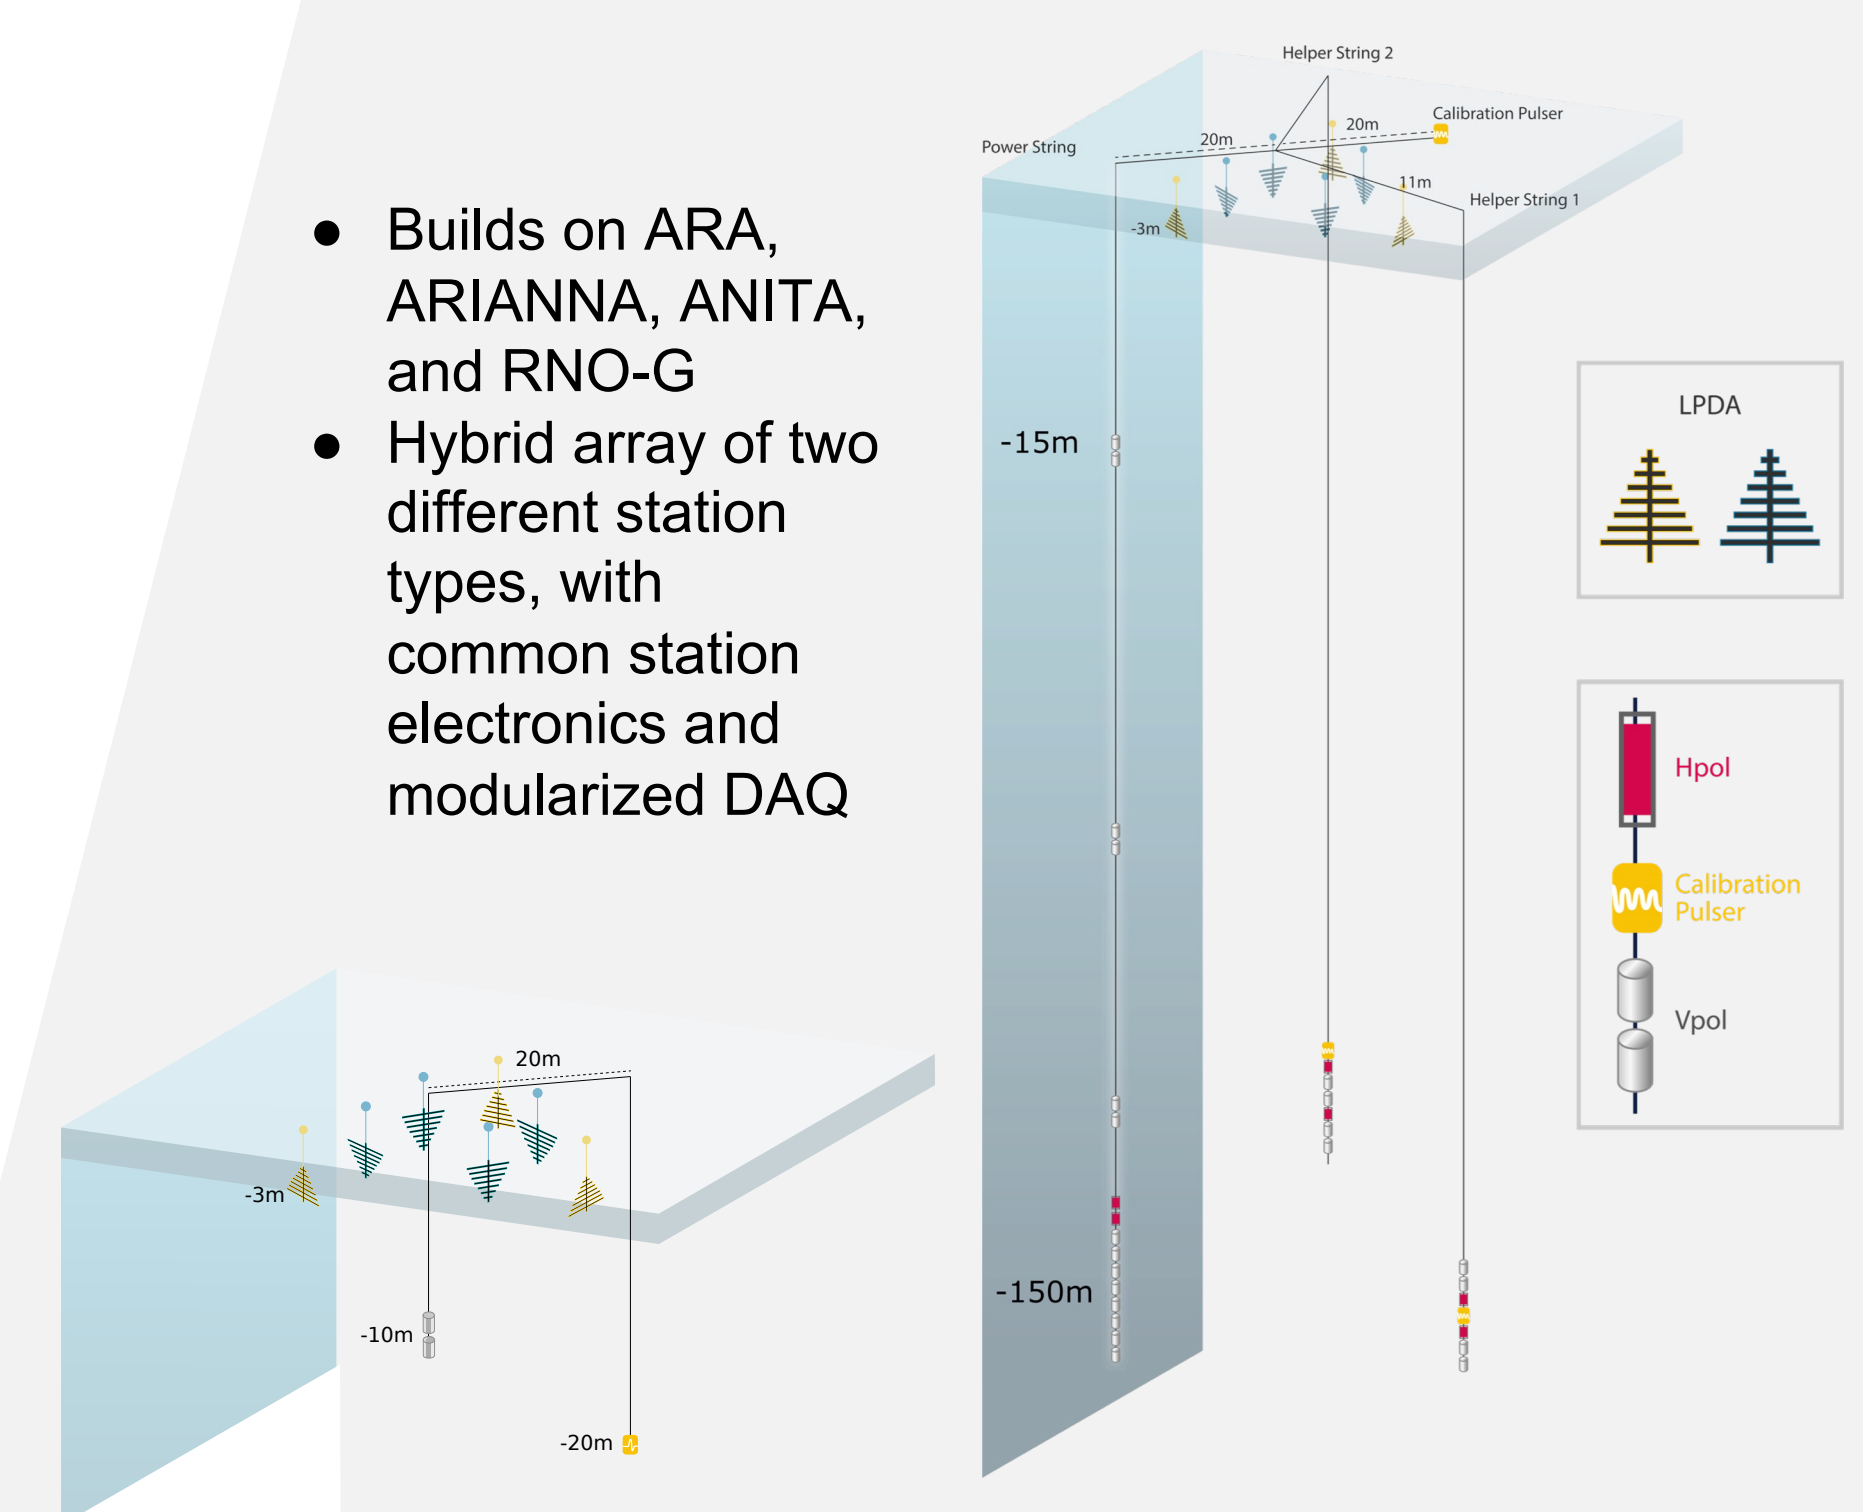 ● Builds on ARA,
ARIANNA, ANITA,
and RNO-G
● Hybrid array of two
different station
types, with
common station
electronics and
modularized DAQ
20m
-3m
-10m
-20m
Helper String 2
Calibration Pulser
20m
20m
Power String
11m
Helper String 1
-3m
-15m
-150m
LPDA
Hpol
Calibration
Pulser
Vpol